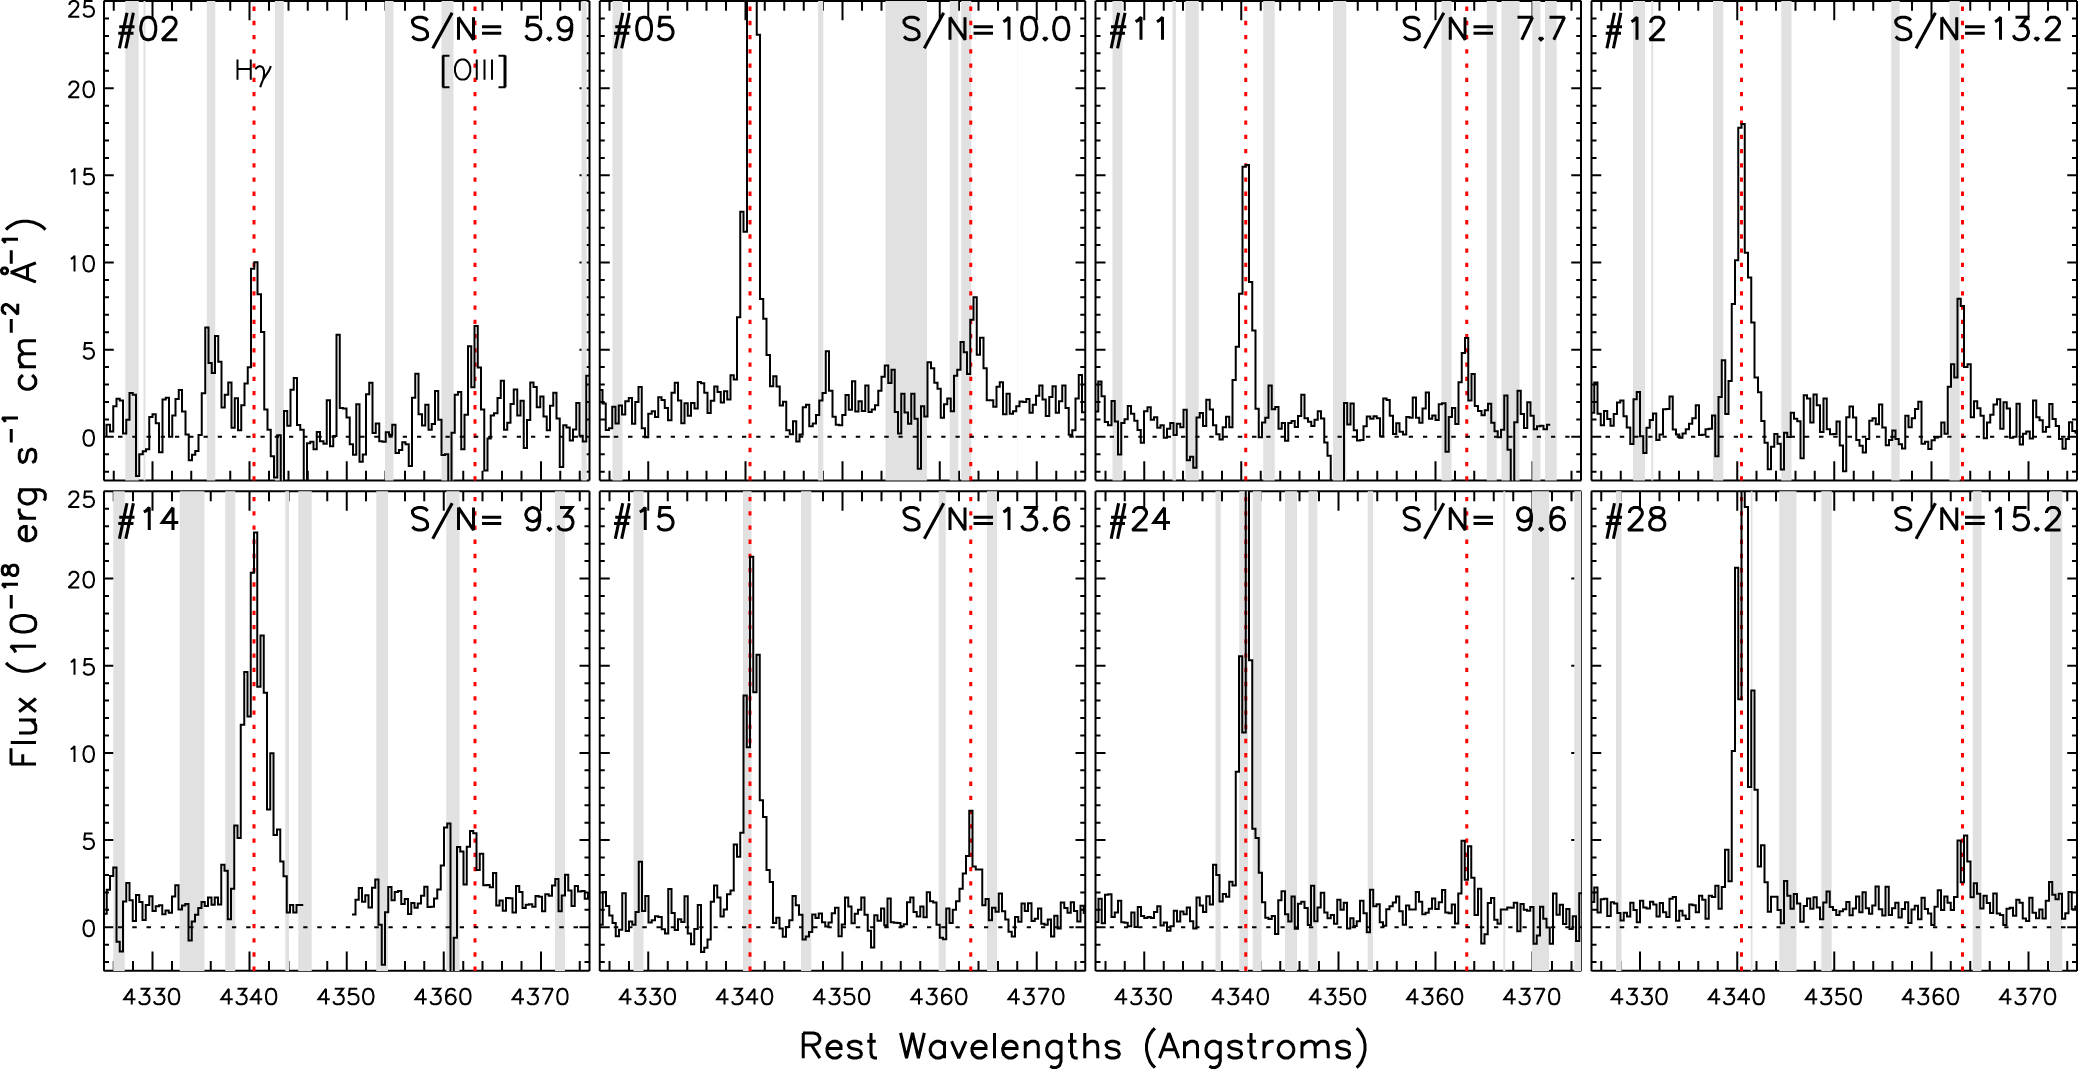 #02 S/N= 5.9
Hγ [OIII]
#05 S/N=10.0
#11 S/N= 7.7
#12 S/N=13.2
25
20
15
10
5
0
#14 S/N= 9.3
#15 S/N=13.6
#24 S/N= 9.6
#28 S/N=15.2
25
20
15
10
5
0
Flux (10⁻¹⁸ erg s⁻¹ cm⁻² Å⁻¹)
4330 4340 4350 4360 4370
4330 4340 4350 4360 4370
4330 4340 4350 4360 4370
4330 4340 4350 4360 4370
Rest Wavelengths (Angstroms)